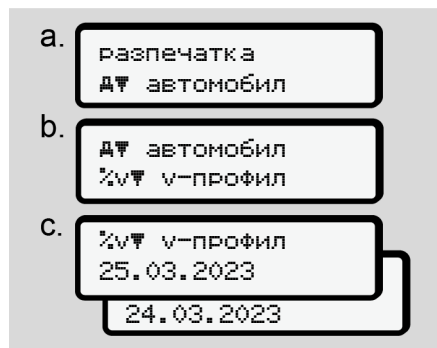 a.
разпечатка
автомобил
b.
автомобил
%v▼ v-профил
c.
%v▼ v-профил
25.03.2023
24.03.2023